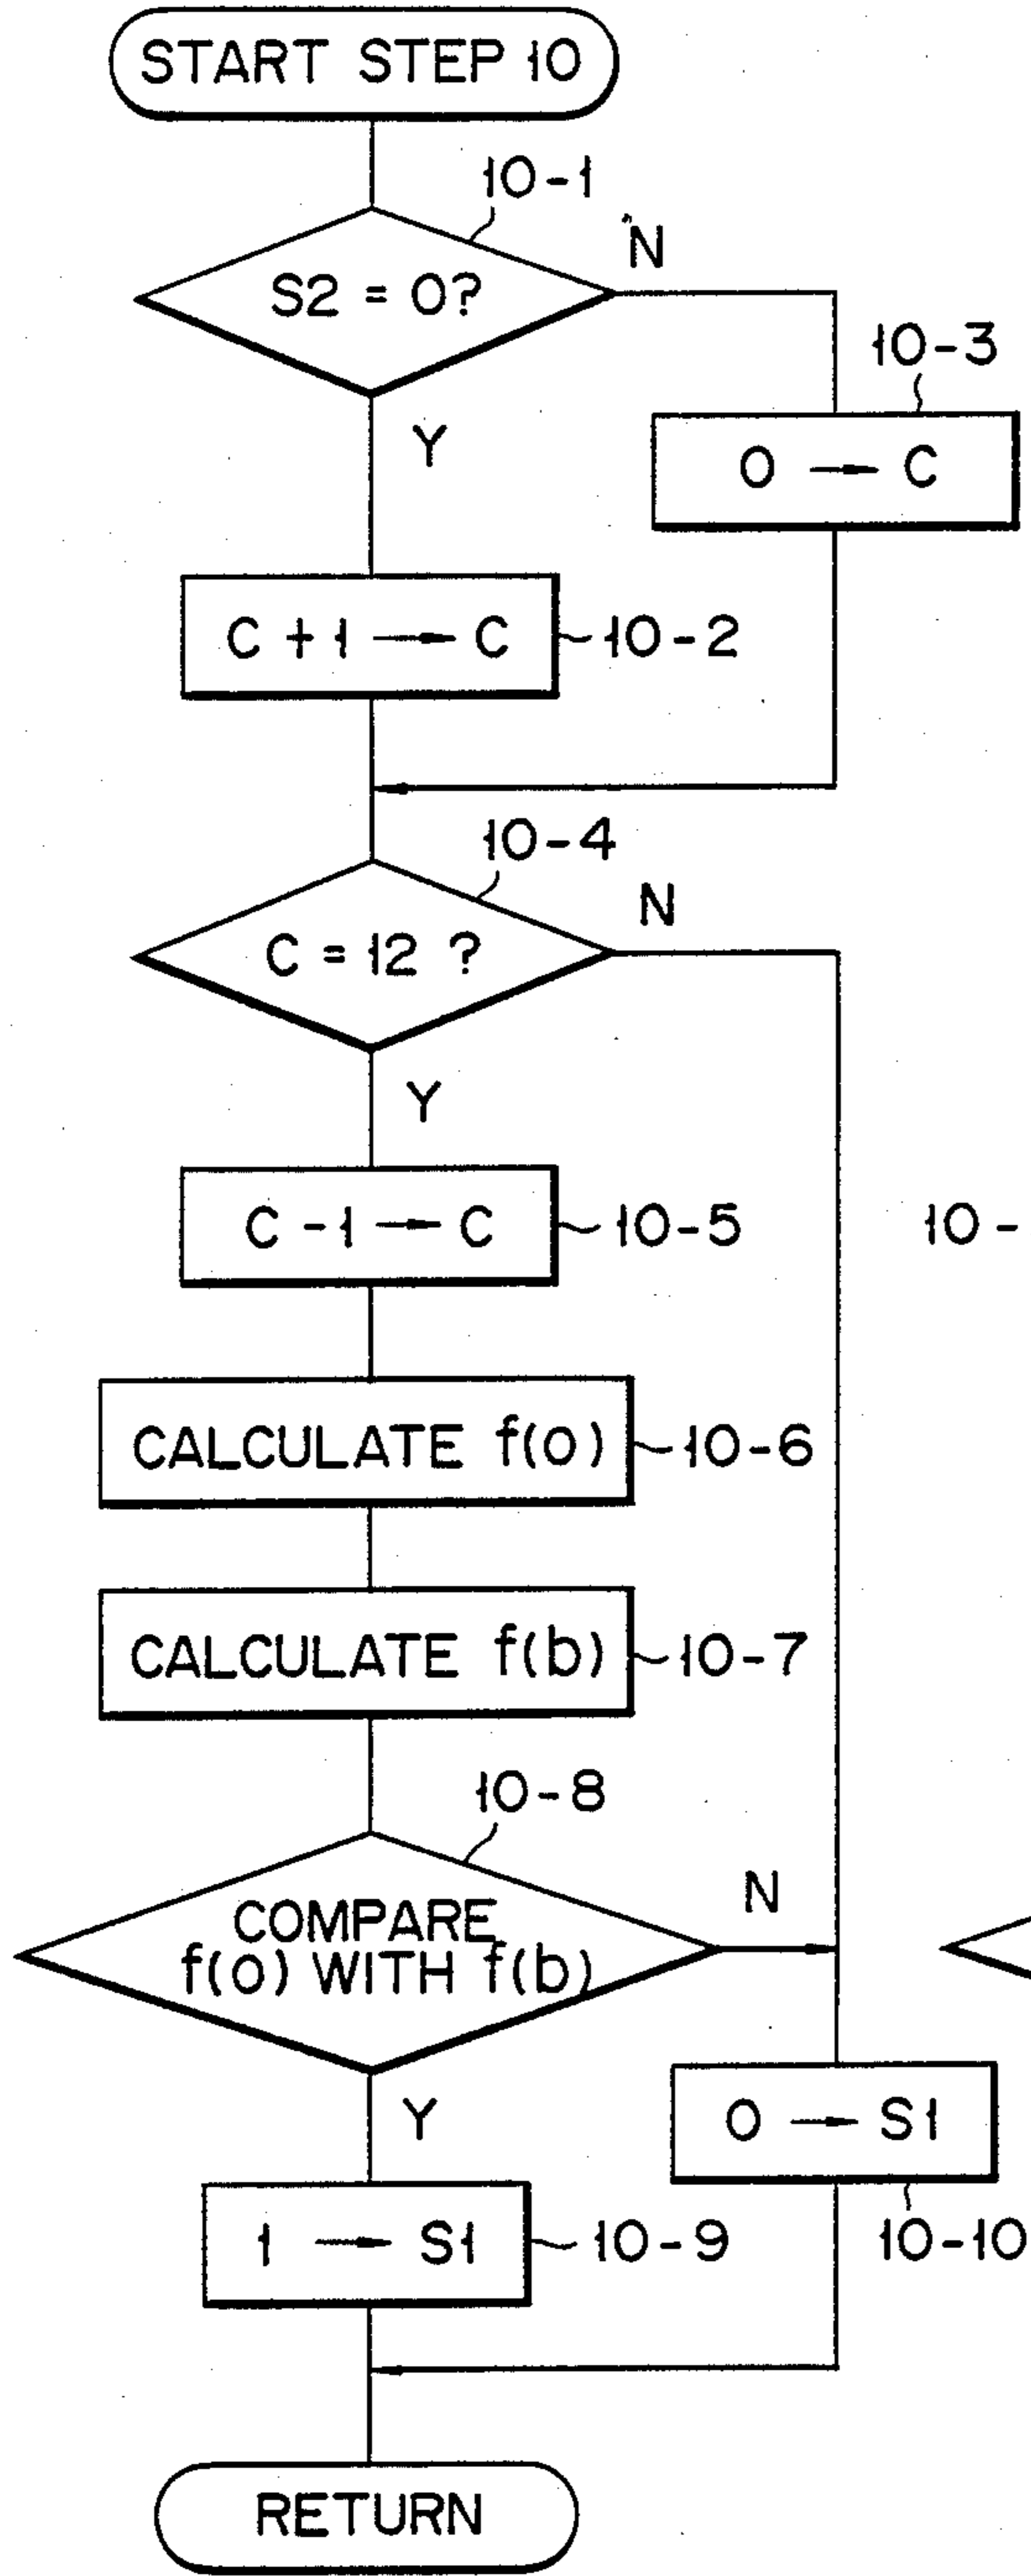 START STEP 10
10-1
S2 = 0?
N
10-3
0 → C
Y
C + 1 → C
10-2
10-4
C = 12 ?
N
Y
C - 1 → C
10-5
10-
CALCULATE f(o)
10-6
CALCULATE f(b)
10-7
10-8
COMPARE
f(o) WITH f(b)
N
Y
0 → S1
1 → S1
10-9
10-10
RETURN